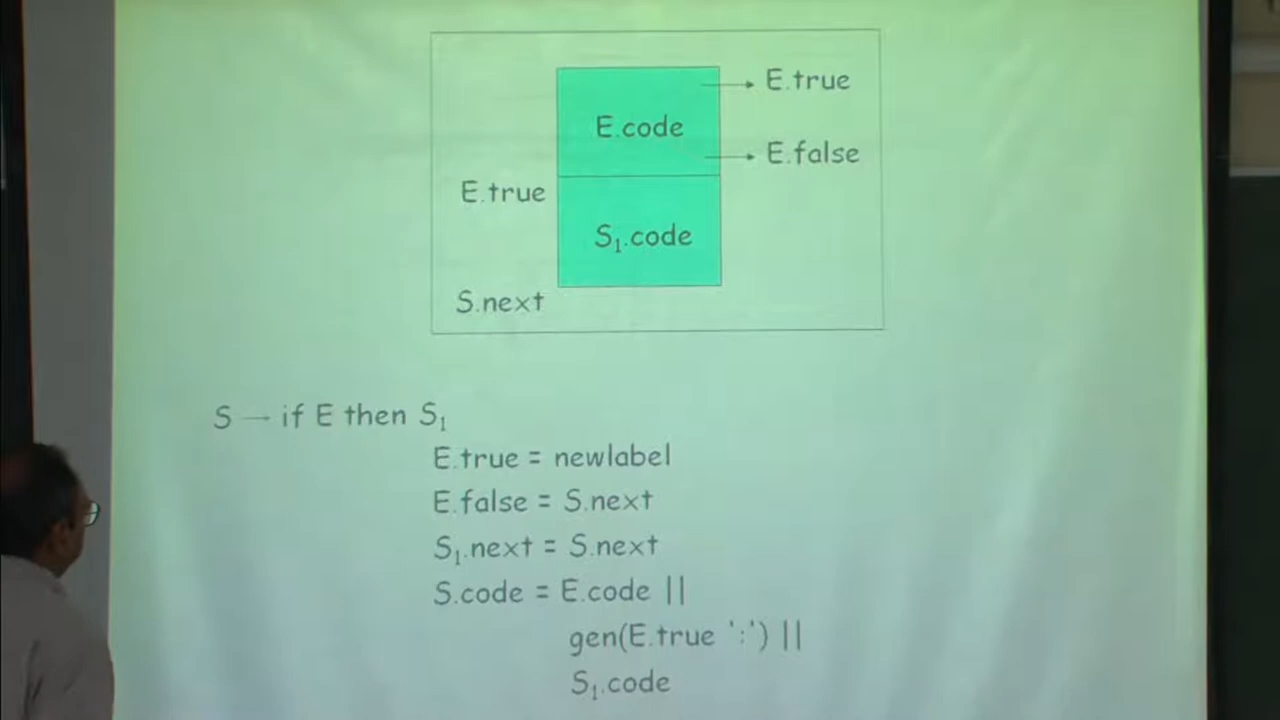 E.true
E.code
E.false
E.true
S₁.code
S.next
S → if E then S₁
E.true = newlabel
E.false = S.next
S₁.next = S.next
S.code = E.code ||
gen(E.true ':') ||
S₁.code